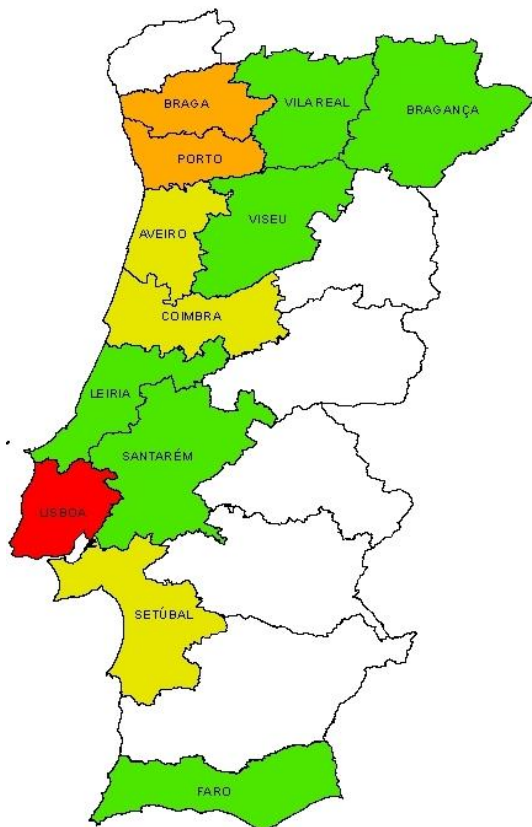 BRAGA
VILA REAL
BRAGANÇA
PORTO
VISEU
AVEIRO
COIMBRA
LEIRIA
SANTARÉM
LISBOA
SETÚBAL
FARO